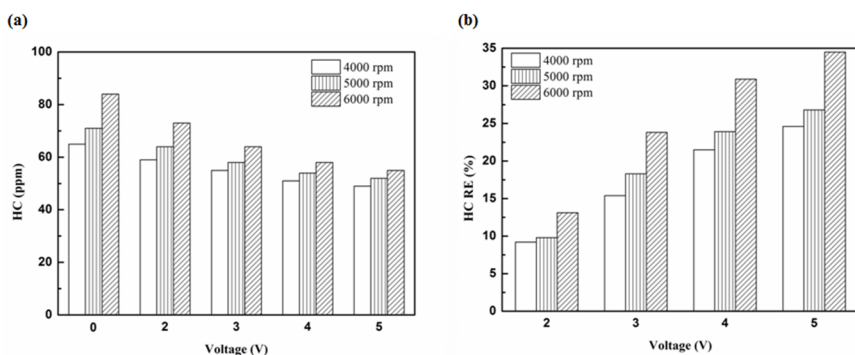 (a)
HC (ppm)
100
80
60
40
20
0
4000 rpm
5000 rpm
6000 rpm
0 2 3 4 5
Voltage (V)
(b)
HC RE (%)
35
30
25
20
15
10
5
0
4000 rpm
5000 rpm
6000 rpm
2 3 4 5
Voltage (V)